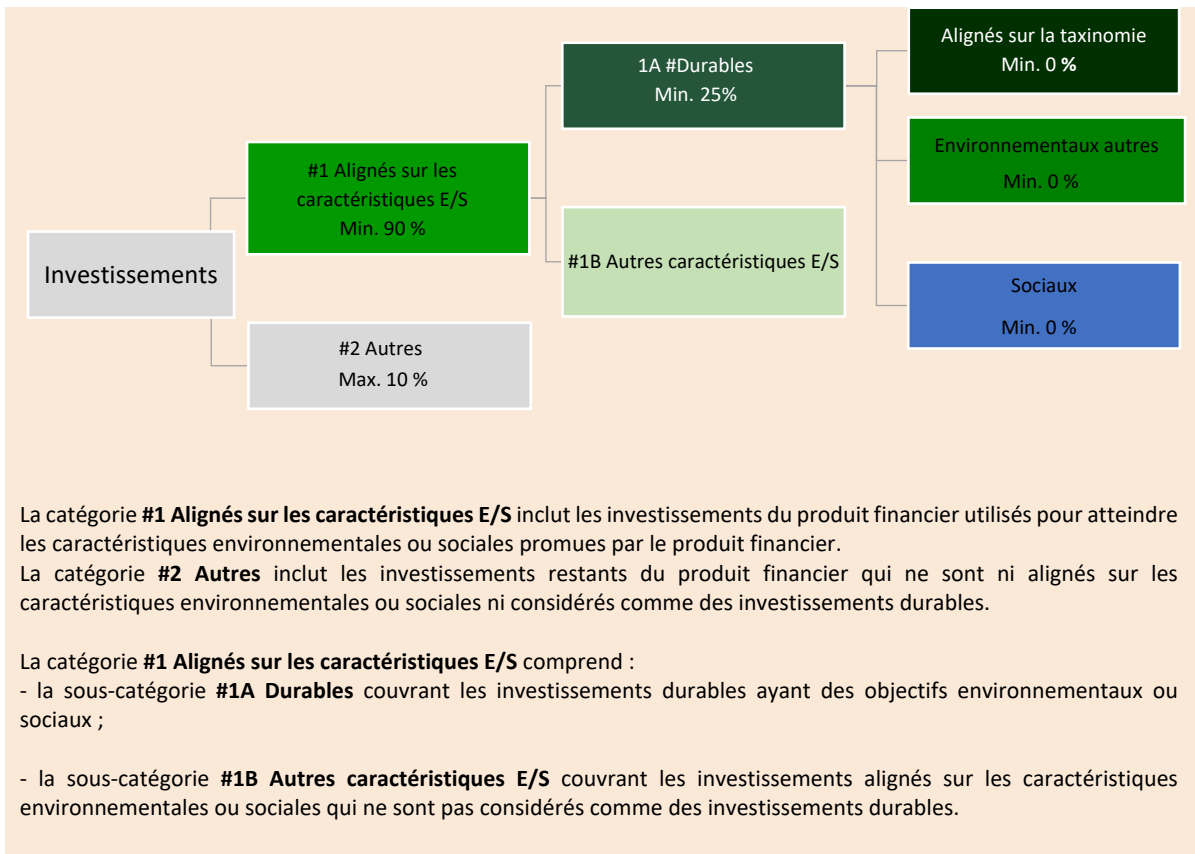 Alignés sur la taxinomie
Min. 0 %
1A #Durables
Min. 25%
Environnementaux autres
Min. 0 %
#1 Alignés sur les
caractéristiques E/S
Min. 90 %
#1B Autres caractéristiques E/S
Investissements
Sociaux
Min. 0 %
#2 Autres
Max. 10 %
La catégorie #1 Alignés sur les caractéristiques E/S inclut les investissements du produit financier utilisés pour atteindre
les caractéristiques environnementales ou sociales promues par le produit financier.
La catégorie #2 Autres inclut les investissements restants du produit financier qui ne sont ni alignés sur les
caractéristiques environnementales ou sociales ni considérés comme des investissements durables.
La catégorie #1 Alignés sur les caractéristiques E/S comprend :
- la sous-catégorie #1A Durables couvrant les investissements durables ayant des objectifs environnementaux ou
sociaux ;
- la sous-catégorie #1B Autres caractéristiques E/S couvrant les investissements alignés sur les caractéristiques
environnementales ou sociales qui ne sont pas considérés comme des investissements durables.